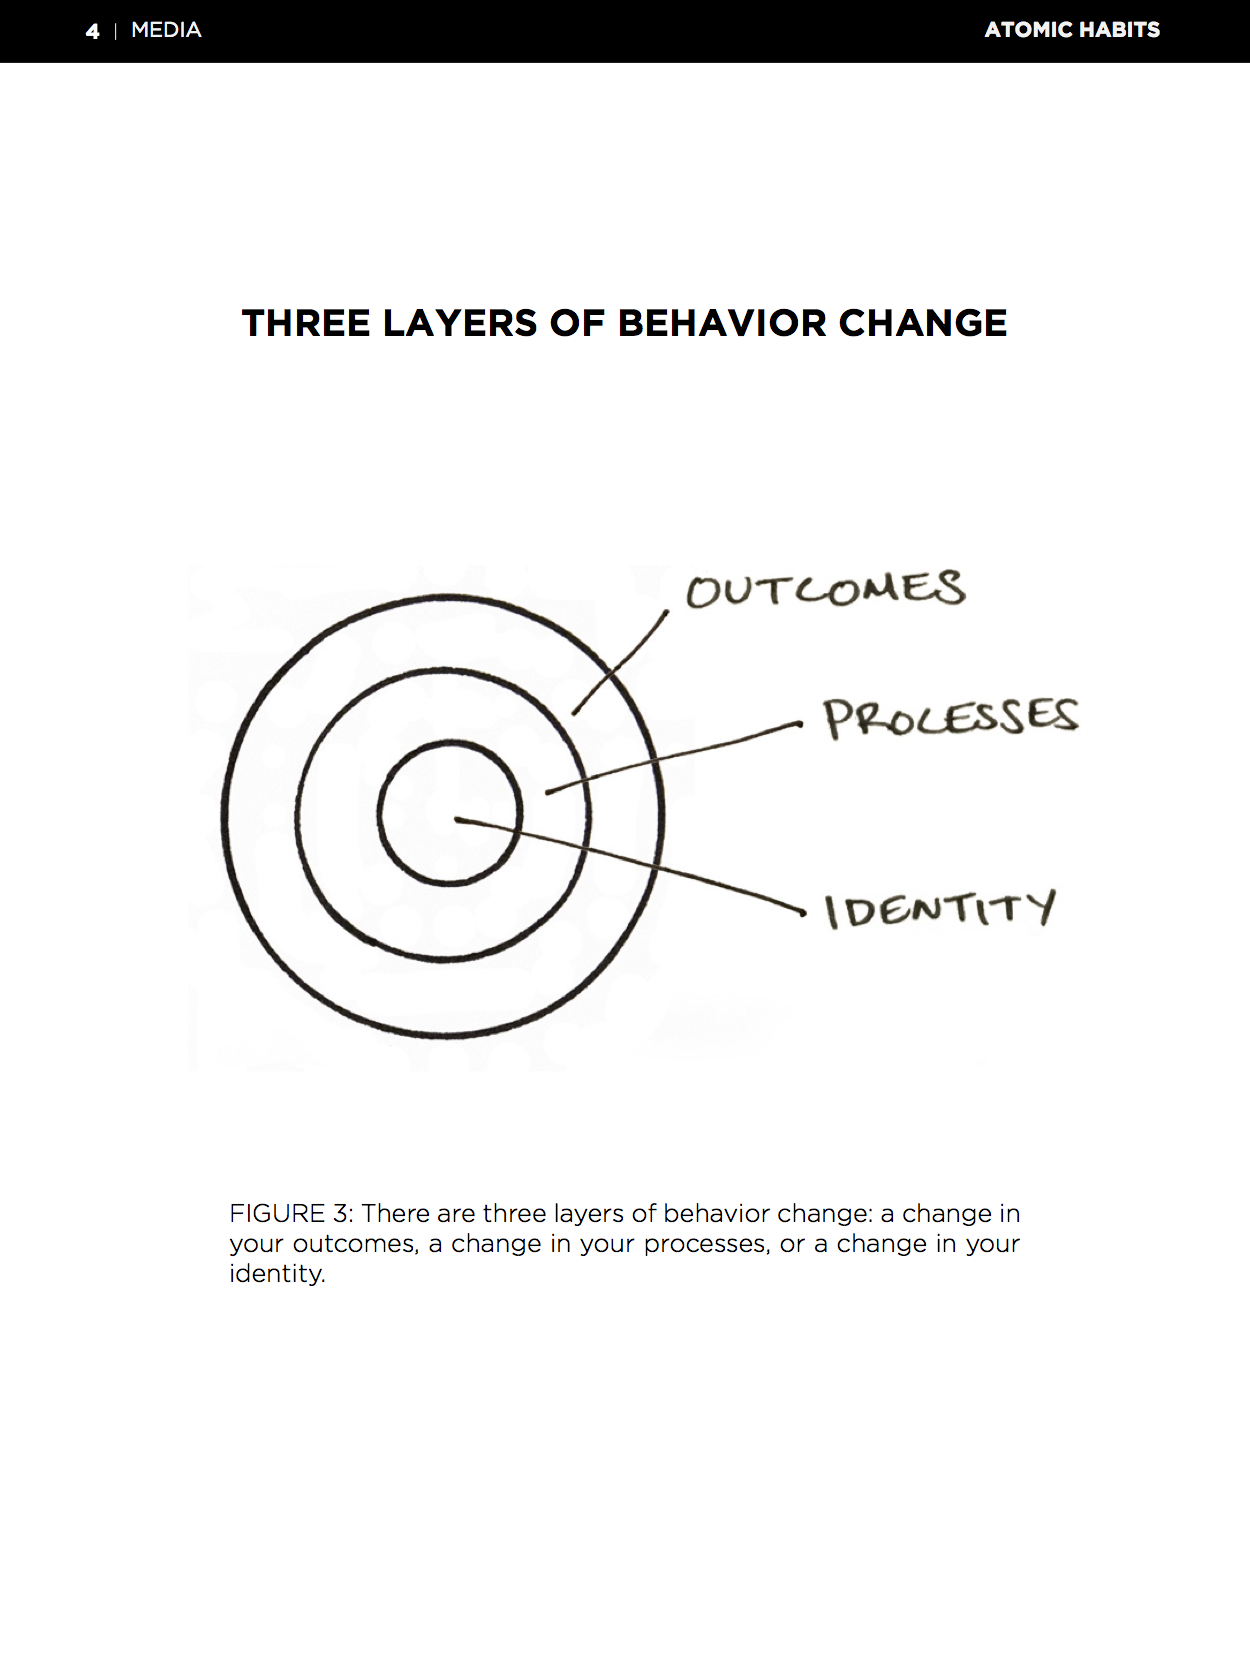 4 | MEDIA
ATOMIC HABITS
THREE LAYERS OF BEHAVIOR CHANGE
OUTCOMES
PROCESSES
IDENTITY
FIGURE 3: There are three layers of behavior change: a change in
your outcomes, a change in your processes, or a change in your
identity.